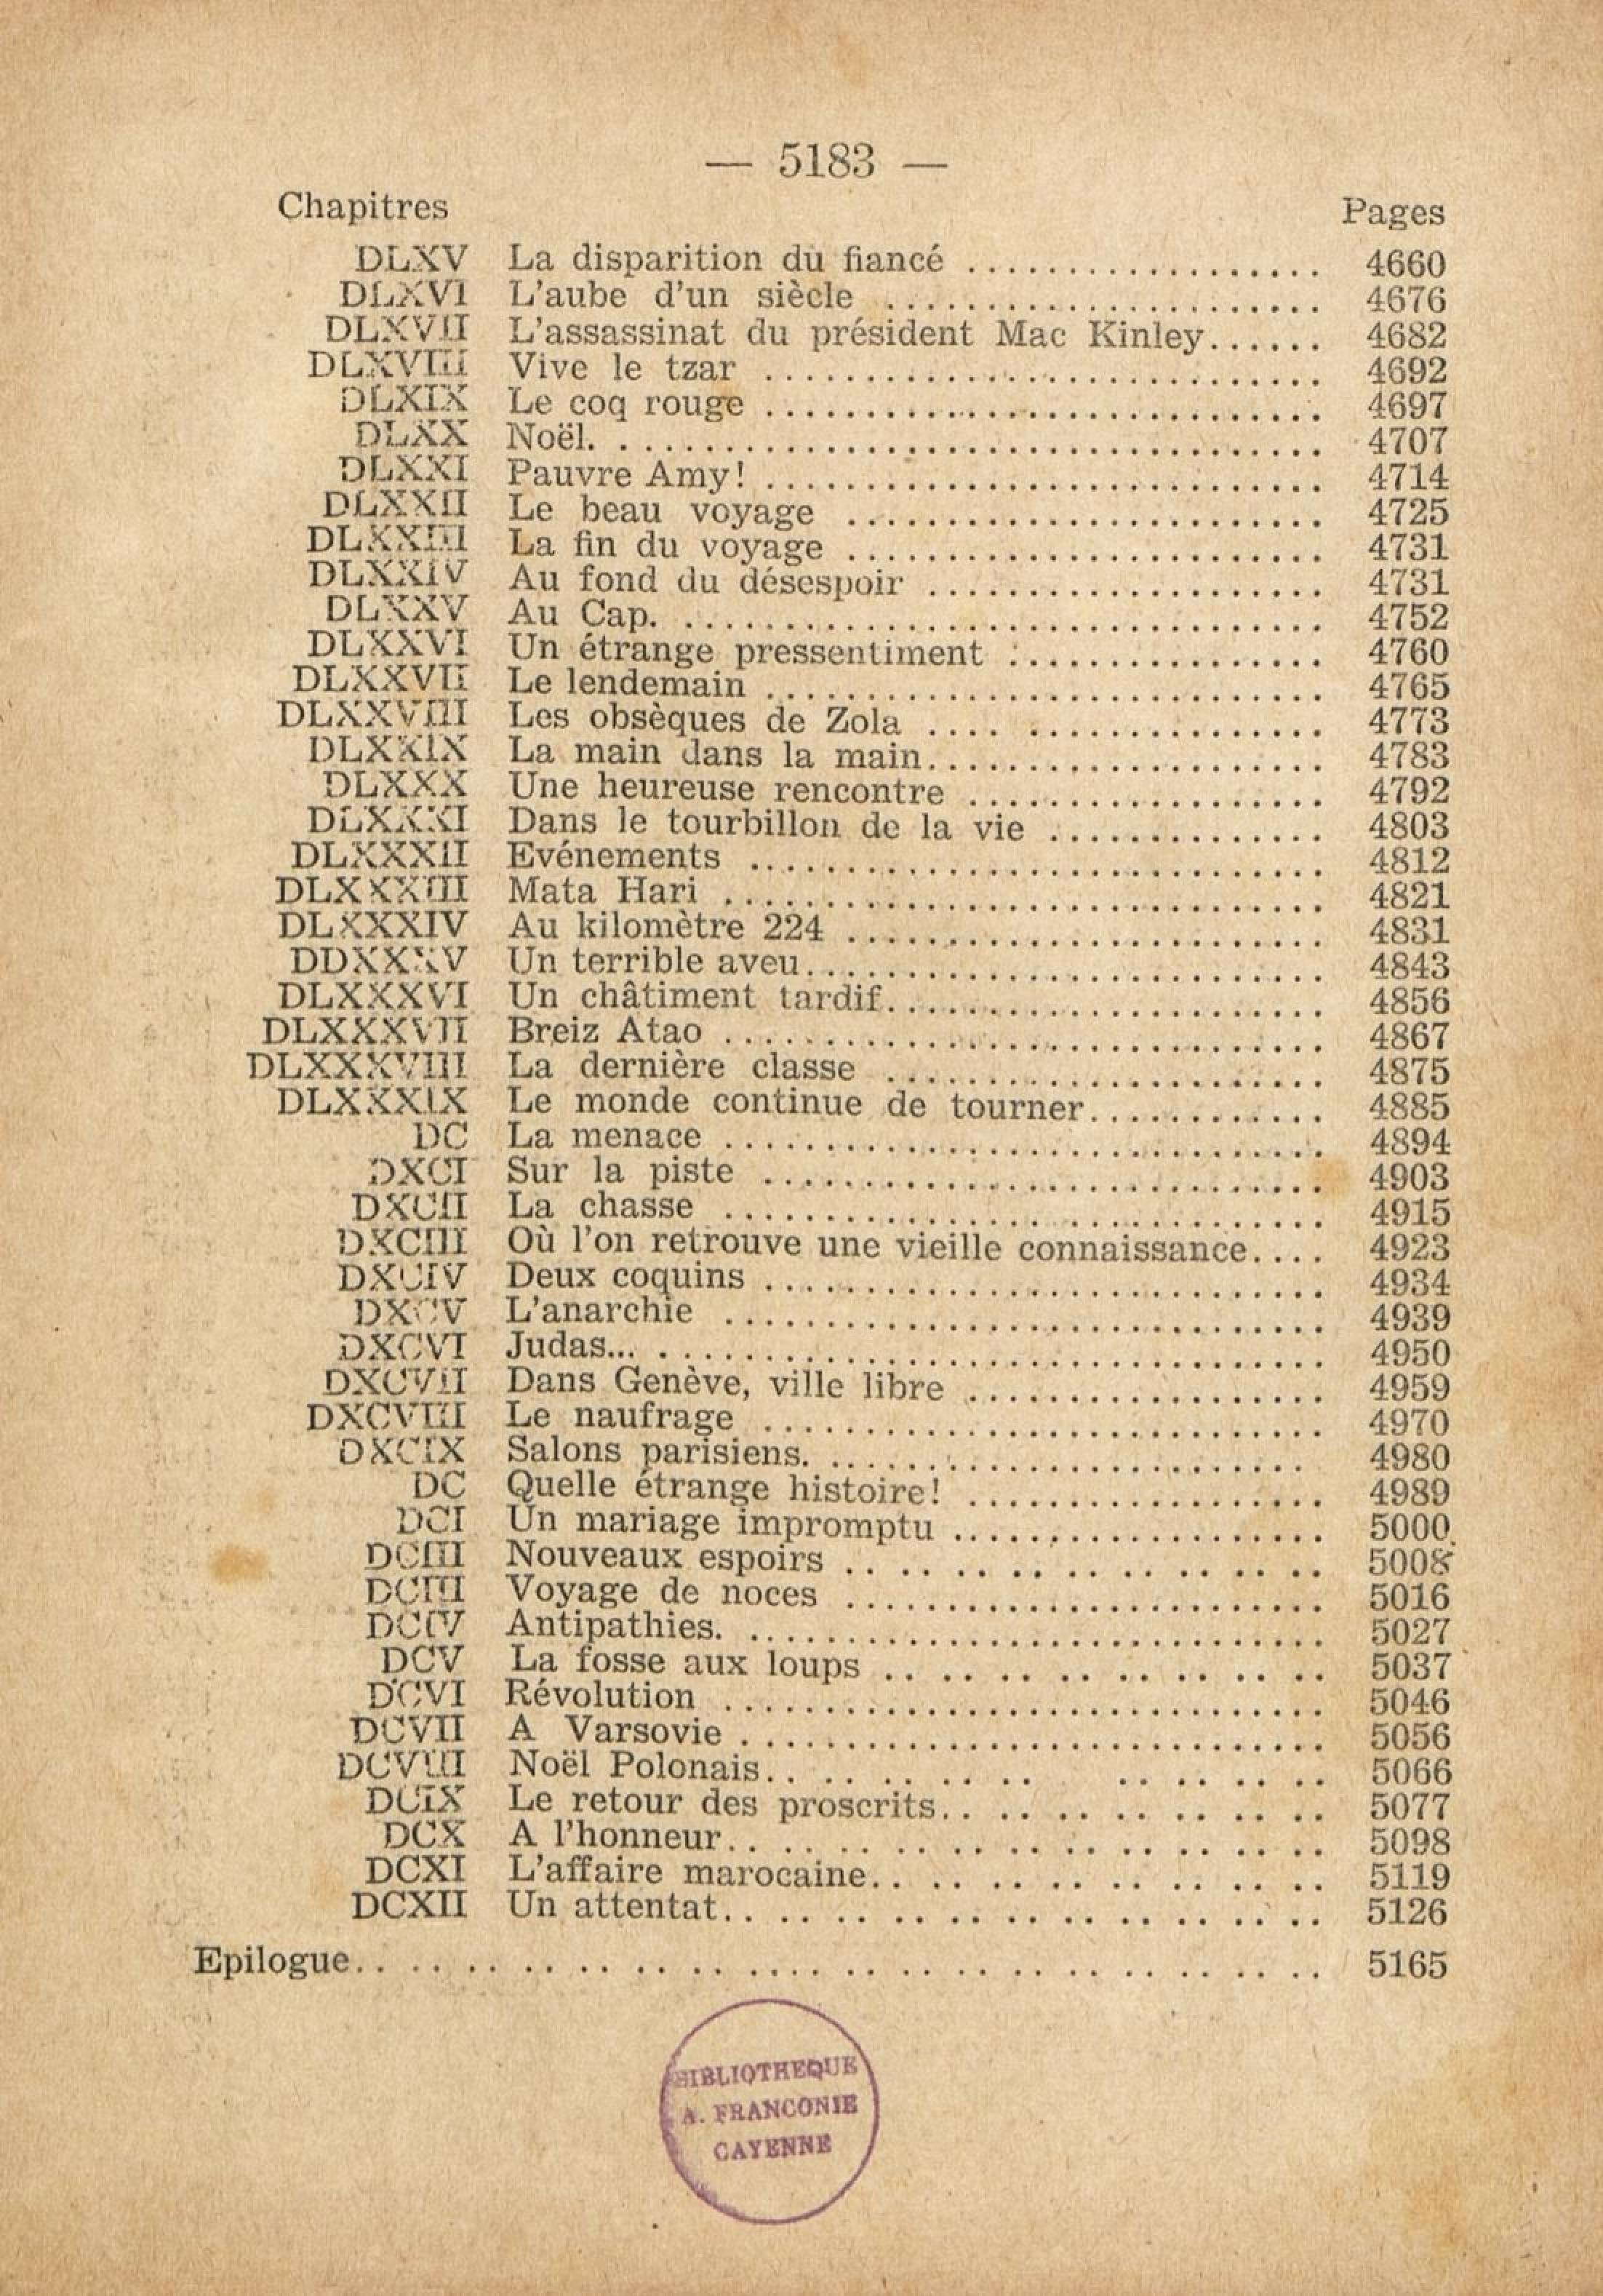 — 5183 —
Chapitres Pages
DLXV La disparition du fiancé .................. 4660
DLXVI L'aube d'un siècle ...................... 4676
DLXVII L'assassinat du président Mac Kinley...... 4682
DLXVIII Vive le tzar ............................ 4692
DLXIX Le coq rouge ............................ 4697
DLXX Noël. .................................... 4707
DLXXI Pauvre Amy! ............................ 4714
DLXXII Le beau voyage ........................ 4725
DLXXIII La fin du voyage ........................ 4731
DLXXIV Au fond du désespoir .................... 4731
DLXXV Au Cap. ................................ 4752
DLXXVI Un étrange pressentiment ................ 4760
DLXXVII Le lendemain ............................ 4765
DLXXVIII Les obsèques de Zola .................... 4773
DLXXIX La main dans la main.................... 4783
DLXXX Une heureuse rencontre .................. 4792
DLXXXI Dans le tourbillon de la vie .............. 4803
DLXXXII Evénements ............................ 4812
DLXXXIII Mata Hari .............................. 4821
DLXXXIV Au kilomètre 224 ........................ 4831
DDXXXV Un terrible aveu.......................... 4843
DLXXXVI Un châtiment tardif...................... 4856
DLXXXVII Breiz Atao .............................. 4867
DLXXXVIII La dernière classe ...................... 4875
DLXXXIX Le monde continue de tourner............ 4885
DC La menace .............................. 4894
DXCI Sur la piste ............................ 4903
DXCII La chasse .............................. 4915
DXCIII Où l'on retrouve une vieille connaissance.... 4923
DXCIV Deux coquins ............................ 4934
DXCV L'anarchie .............................. 4939
DXCVI Judas... .................................. 4950
DXCVII Dans Genève, ville libre .................. 4959
DXCVIII Le naufrage ............................ 4970
DXCIX Salons parisiens. ........................ 4980
DC Quelle étrange histoire! .................. 4989
DCI Un mariage impromptu .................. 5000
DCIII Nouveaux espoirs .. .. .. .. .. .. .. .. .. 5008
DCIII Voyage de noces ........................ 5016
DCIV Antipathies. ............................ 5027
DCV La fosse aux loups .. .. .. .. .. .. .. .. 5037
DCVI Révolution .............................. 5046
DCVII A Varsovie .............................. 5056
DCVIII Noël Polonais.. .. .. .. .. .. .. .. .. 5066
DCIX Le retour des proscrits.. .. .. .. .. .. .. 5077
DCX A l'honneur.. .. .. .. .. .. .. .. .. .. .. 5098
DCXI L'affaire marocaine.. .. .. .. .. .. .. .. .. 5119
DCXII Un attentat.. .. .. .. .. .. .. .. .. .. .. 5126
Epilogue.. .. .. .. .. .. .. .. .. .. .. .. .. .. .. .. .. .. 5165
BIBLIOTHEQUE
A. FRANCONIE
CAYENNE